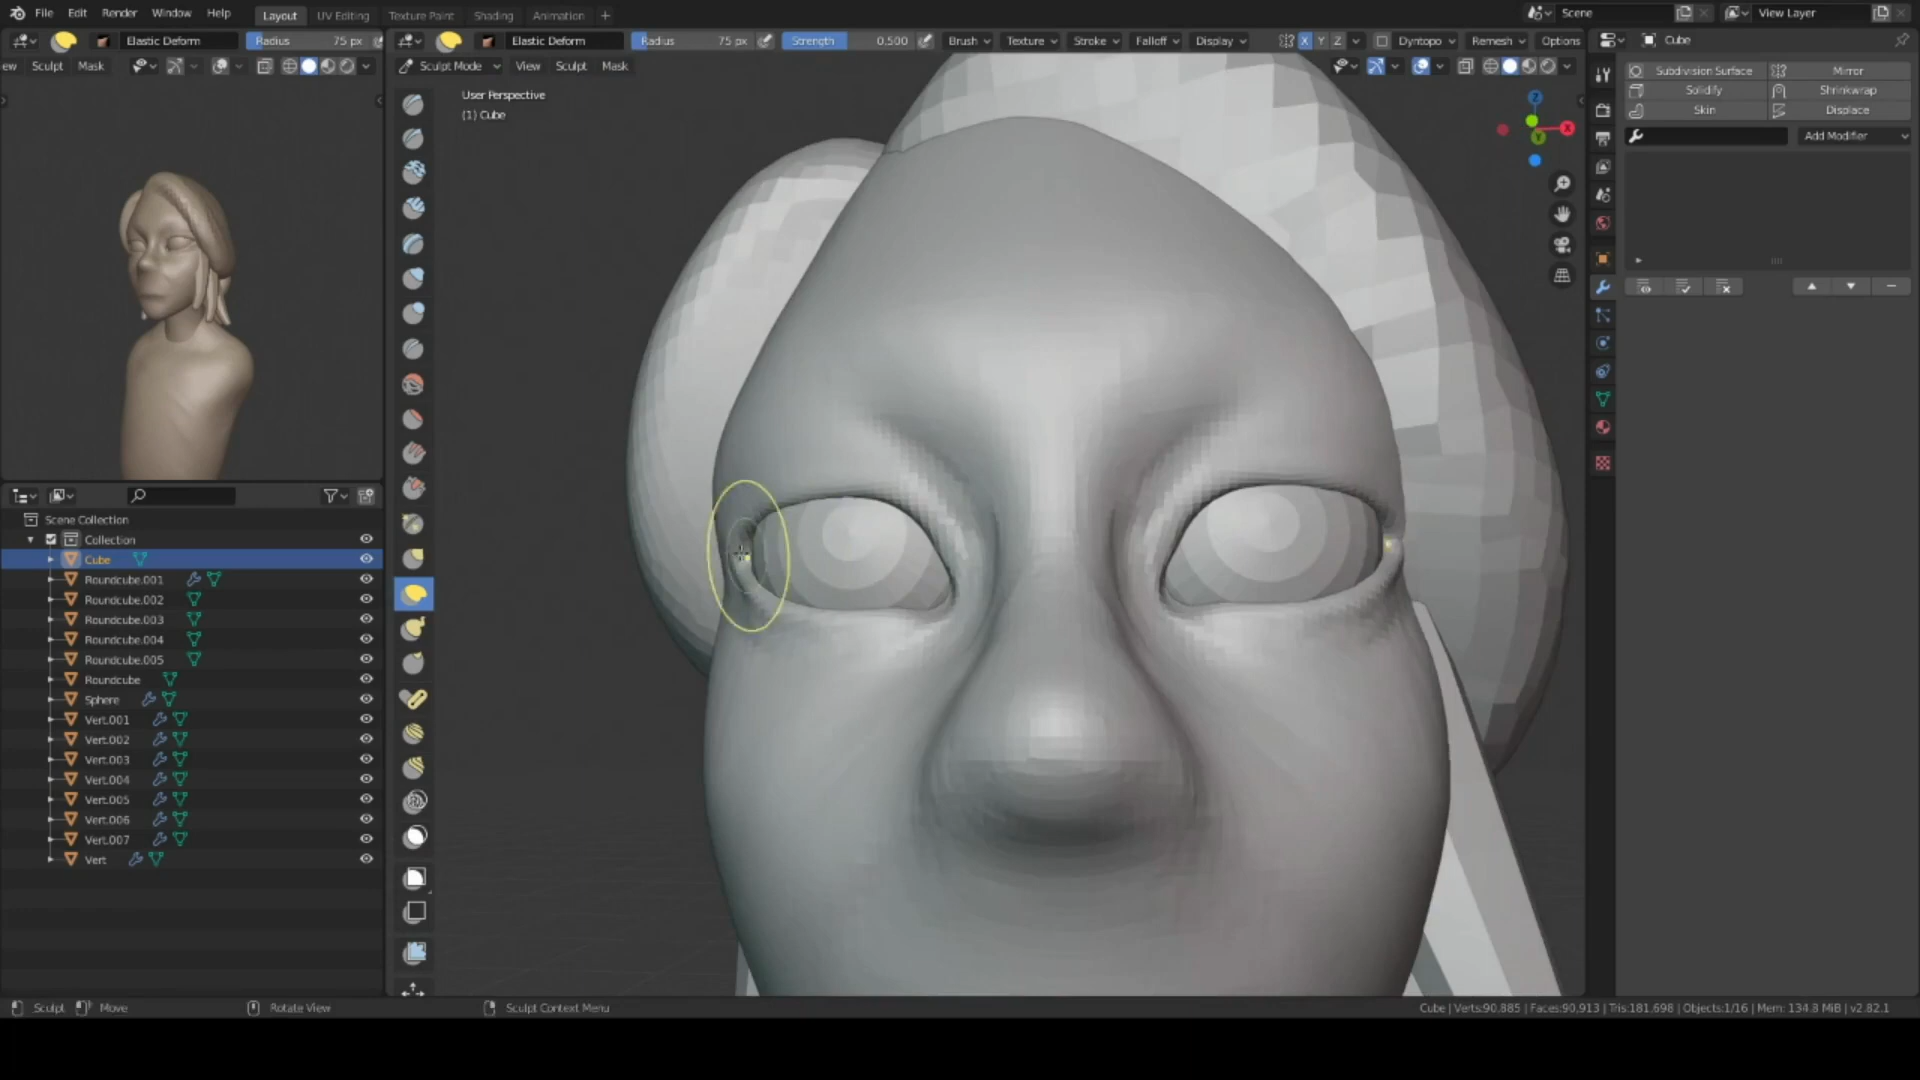 File Edit Render Window Help Layout UV Editing Texture Paint Shading Animation + Scene View Layer
Elastic Deform Radius 75 px Elastic Deform Radius 75 px Strength 0.500 Brush Texture Stroke Falloff Display X Y Z Dyntopo Remesh Options Cube
ew Sculpt Mask Sculpt Mode View Sculpt Mask
Subdivision Surface Mirror
Solidify Shrinkwrap
Skin Displace
Add Modifier
User Perspective
(1) Cube
Z
X
Y
Scene Collection
Collection
Cube
Roundcube.001
Roundcube.002
Roundcube.003
Roundcube.004
Roundcube.005
Roundcube
Sphere
Vert.001
Vert.002
Vert.003
Vert.004
Vert.005
Vert.006
Vert.007
Vert
Sculpt Move Rotate View Sculpt Context Menu Cube | Verts:90,885 | Faces:90,913 | Tris:181,698 | Objects:1/16 | Mem: 134.8 MiB | v2.82.1